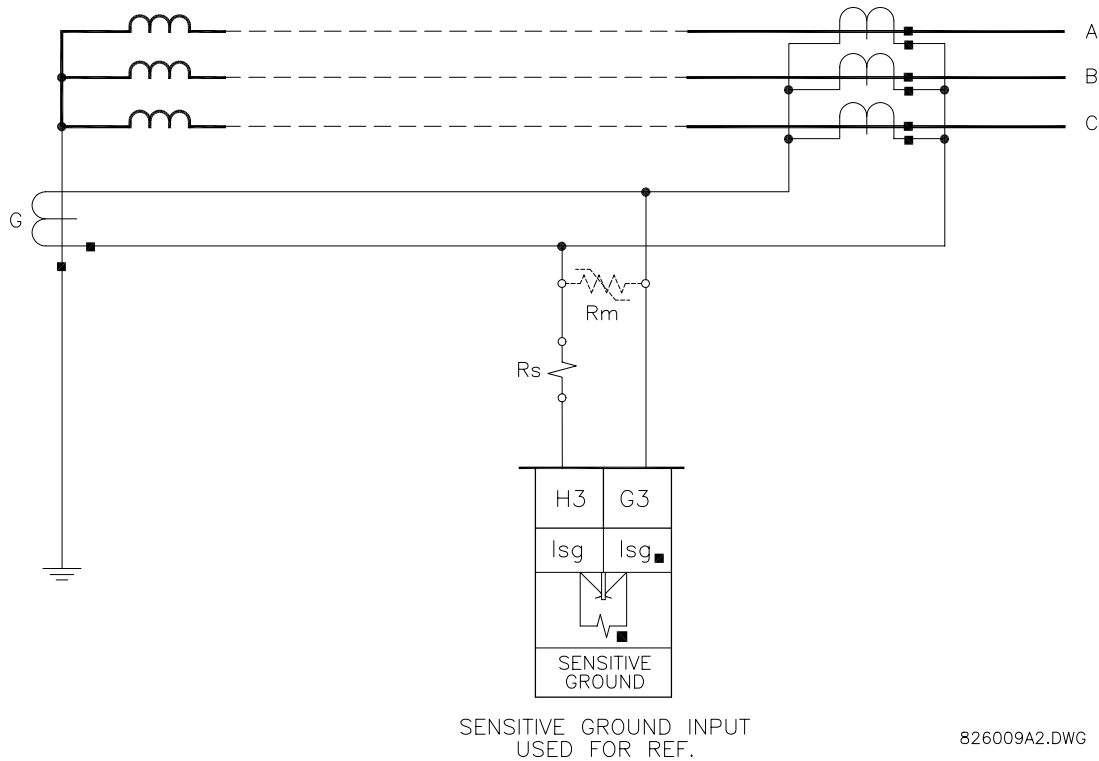 A
B
C
G
Rm
Rs
H3 G3
Isg Isg
SENSITIVE
GROUND
SENSITIVE GROUND INPUT
USED FOR REF.
826009A2.DWG